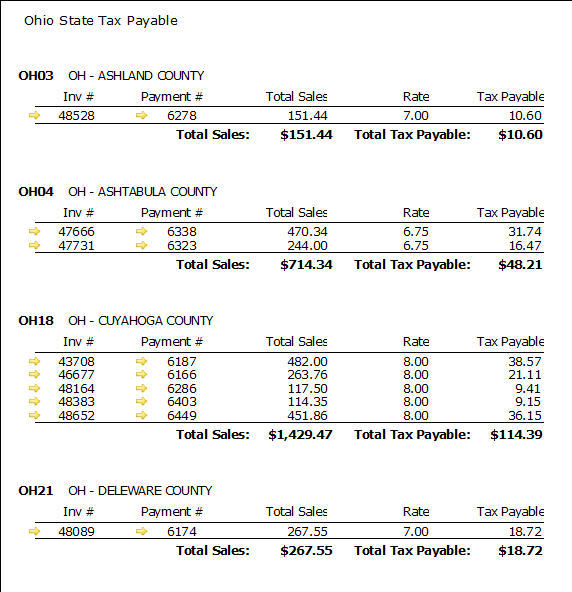 Ohio State Tax Payable
OH03 OH - ASHLAND COUNTY
Inv # Payment # Total Sales Rate Tax Payable
48528 6278 151.44 7.00 10.60
Total Sales: $151.44 Total Tax Payable: $10.60
OH04 OH - ASHTABULA COUNTY
Inv # Payment # Total Sales Rate Tax Payable
47666 6338 470.34 6.75 31.74
47731 6323 244.00 6.75 16.47
Total Sales: $714.34 Total Tax Payable: $48.21
OH18 OH - CUYAHOGA COUNTY
Inv # Payment # Total Sales Rate Tax Payable
43708 6187 482.00 8.00 38.57
46677 6166 263.76 8.00 21.11
48164 6286 117.50 8.00 9.41
48383 6403 114.35 8.00 9.15
48652 6449 451.86 8.00 36.15
Total Sales: $1,429.47 Total Tax Payable: $114.39
OH21 OH - DELEWARE COUNTY
Inv # Payment # Total Sales Rate Tax Payable
48089 6174 267.55 7.00 18.72
Total Sales: $267.55 Total Tax Payable: $18.72